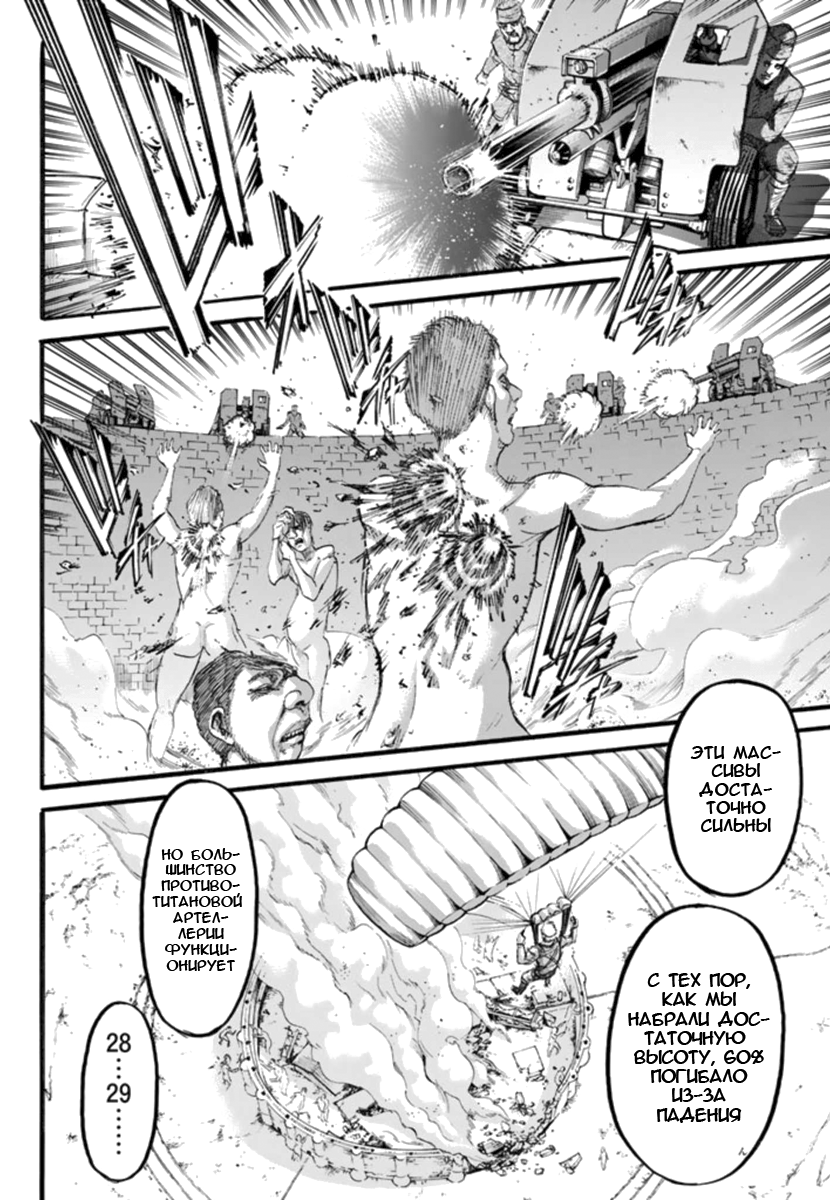 ЭТИ МАС-
СИВЫ
ДОСТА-
ТОЧНО
СИЛЬНЫ
С ТЕХ ПОР,
КАК МЫ
НАБРАЛИ ДОС-
ТАТОЧНУЮ
ВЫСОТУ, 60%
ПОГИБАЛО
ИЗ-ЗА
ПАДЕНИЯ
НО БОЛЬ-
ШИНСТВО
ПРОТИВО-
ТИТАНОВОЙ
АРТЕЛ-
ЛЕРИИ
ФУНКЦИ-
ОНИРУЕТ
28
......
29
......